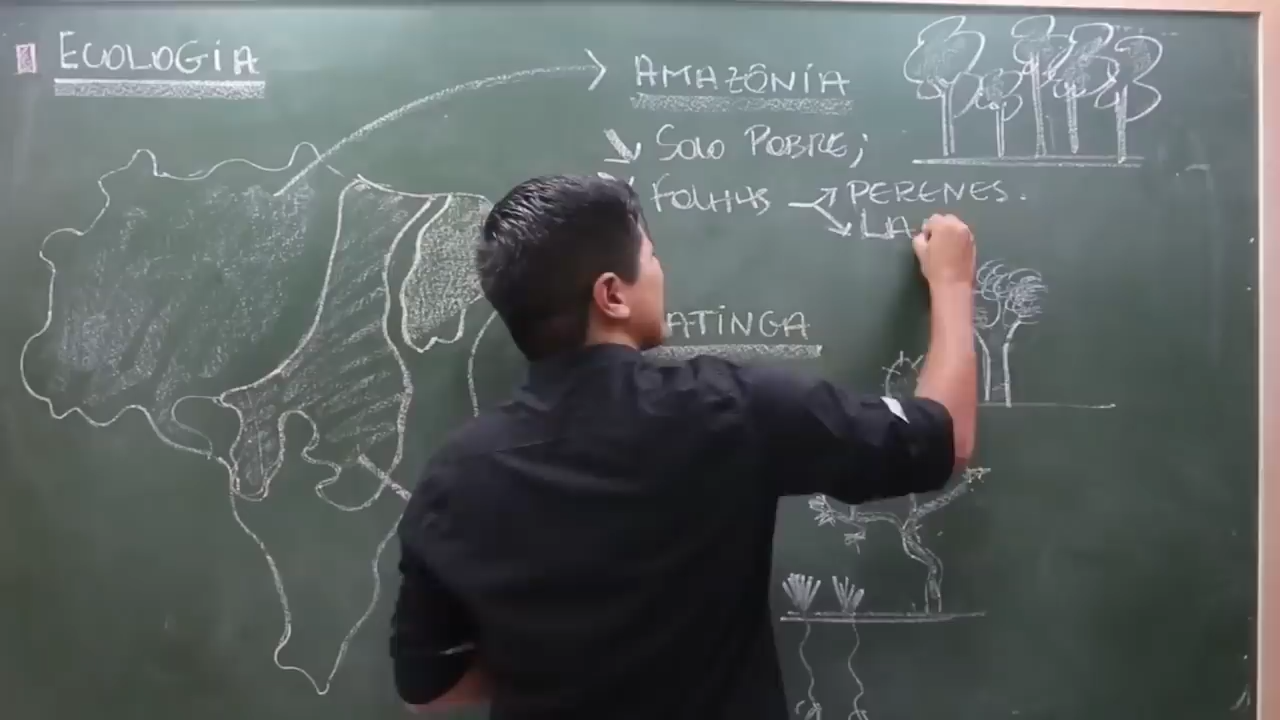 ECOLOGIA
AMAZÔNIA
SOLO POBRE;
FOLHAS PERENES.
LA
ATINGA